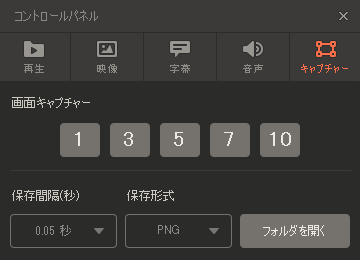 コントロールパネル
再生 映像 字幕 音声 キャプチャー
画面キャプチャー
1 3 5 7 10
保存間隔(秒) 保存形式
0.05 秒 PNG フォルダを開く